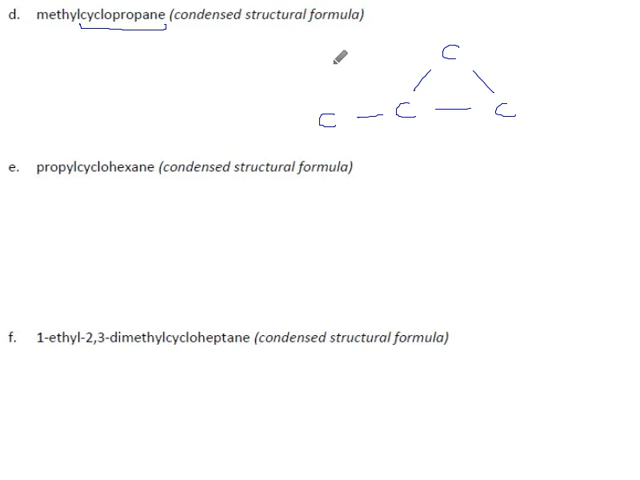 d. methylcyclopropane (condensed structural formula)
C
C — C — C
e. propylcyclohexane (condensed structural formula)
f. 1-ethyl-2,3-dimethylcycloheptane (condensed structural formula)